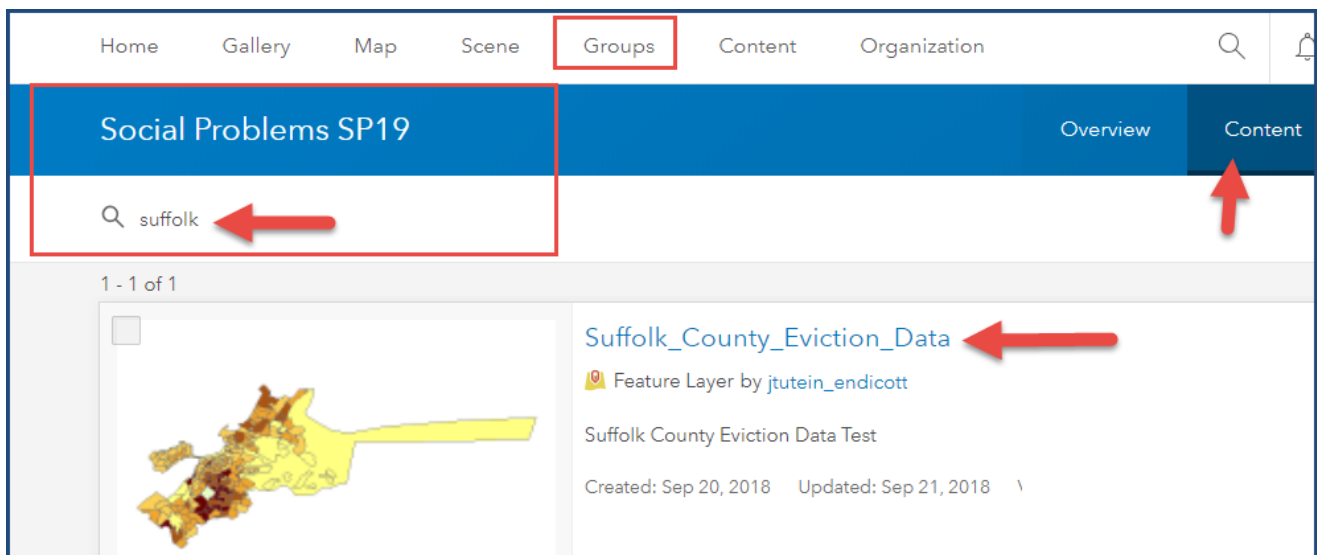 Home Gallery Map Scene Groups Content Organization
Social Problems SP19 Overview Content
suffolk
1 - 1 of 1
Suffolk_County_Eviction_Data
Feature Layer by jtutein_endicott
Suffolk County Eviction Data Test
Created: Sep 20, 2018 Updated: Sep 21, 2018